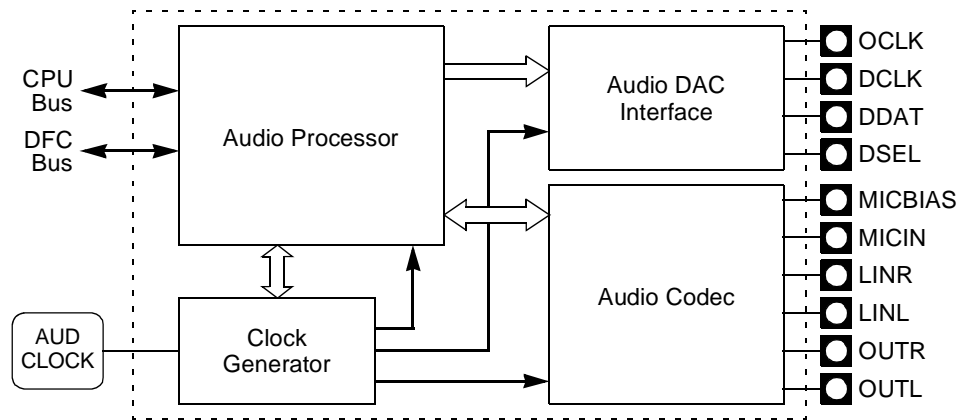 CPU
Bus
DFC
Bus
Audio Processor
Audio DAC
Interface
OCLK
DCLK
DDAT
DSEL
MICBIAS
MICIN
LINR
LINL
OUTR
OUTL
Audio Codec
AUD
CLOCK
Clock
Generator